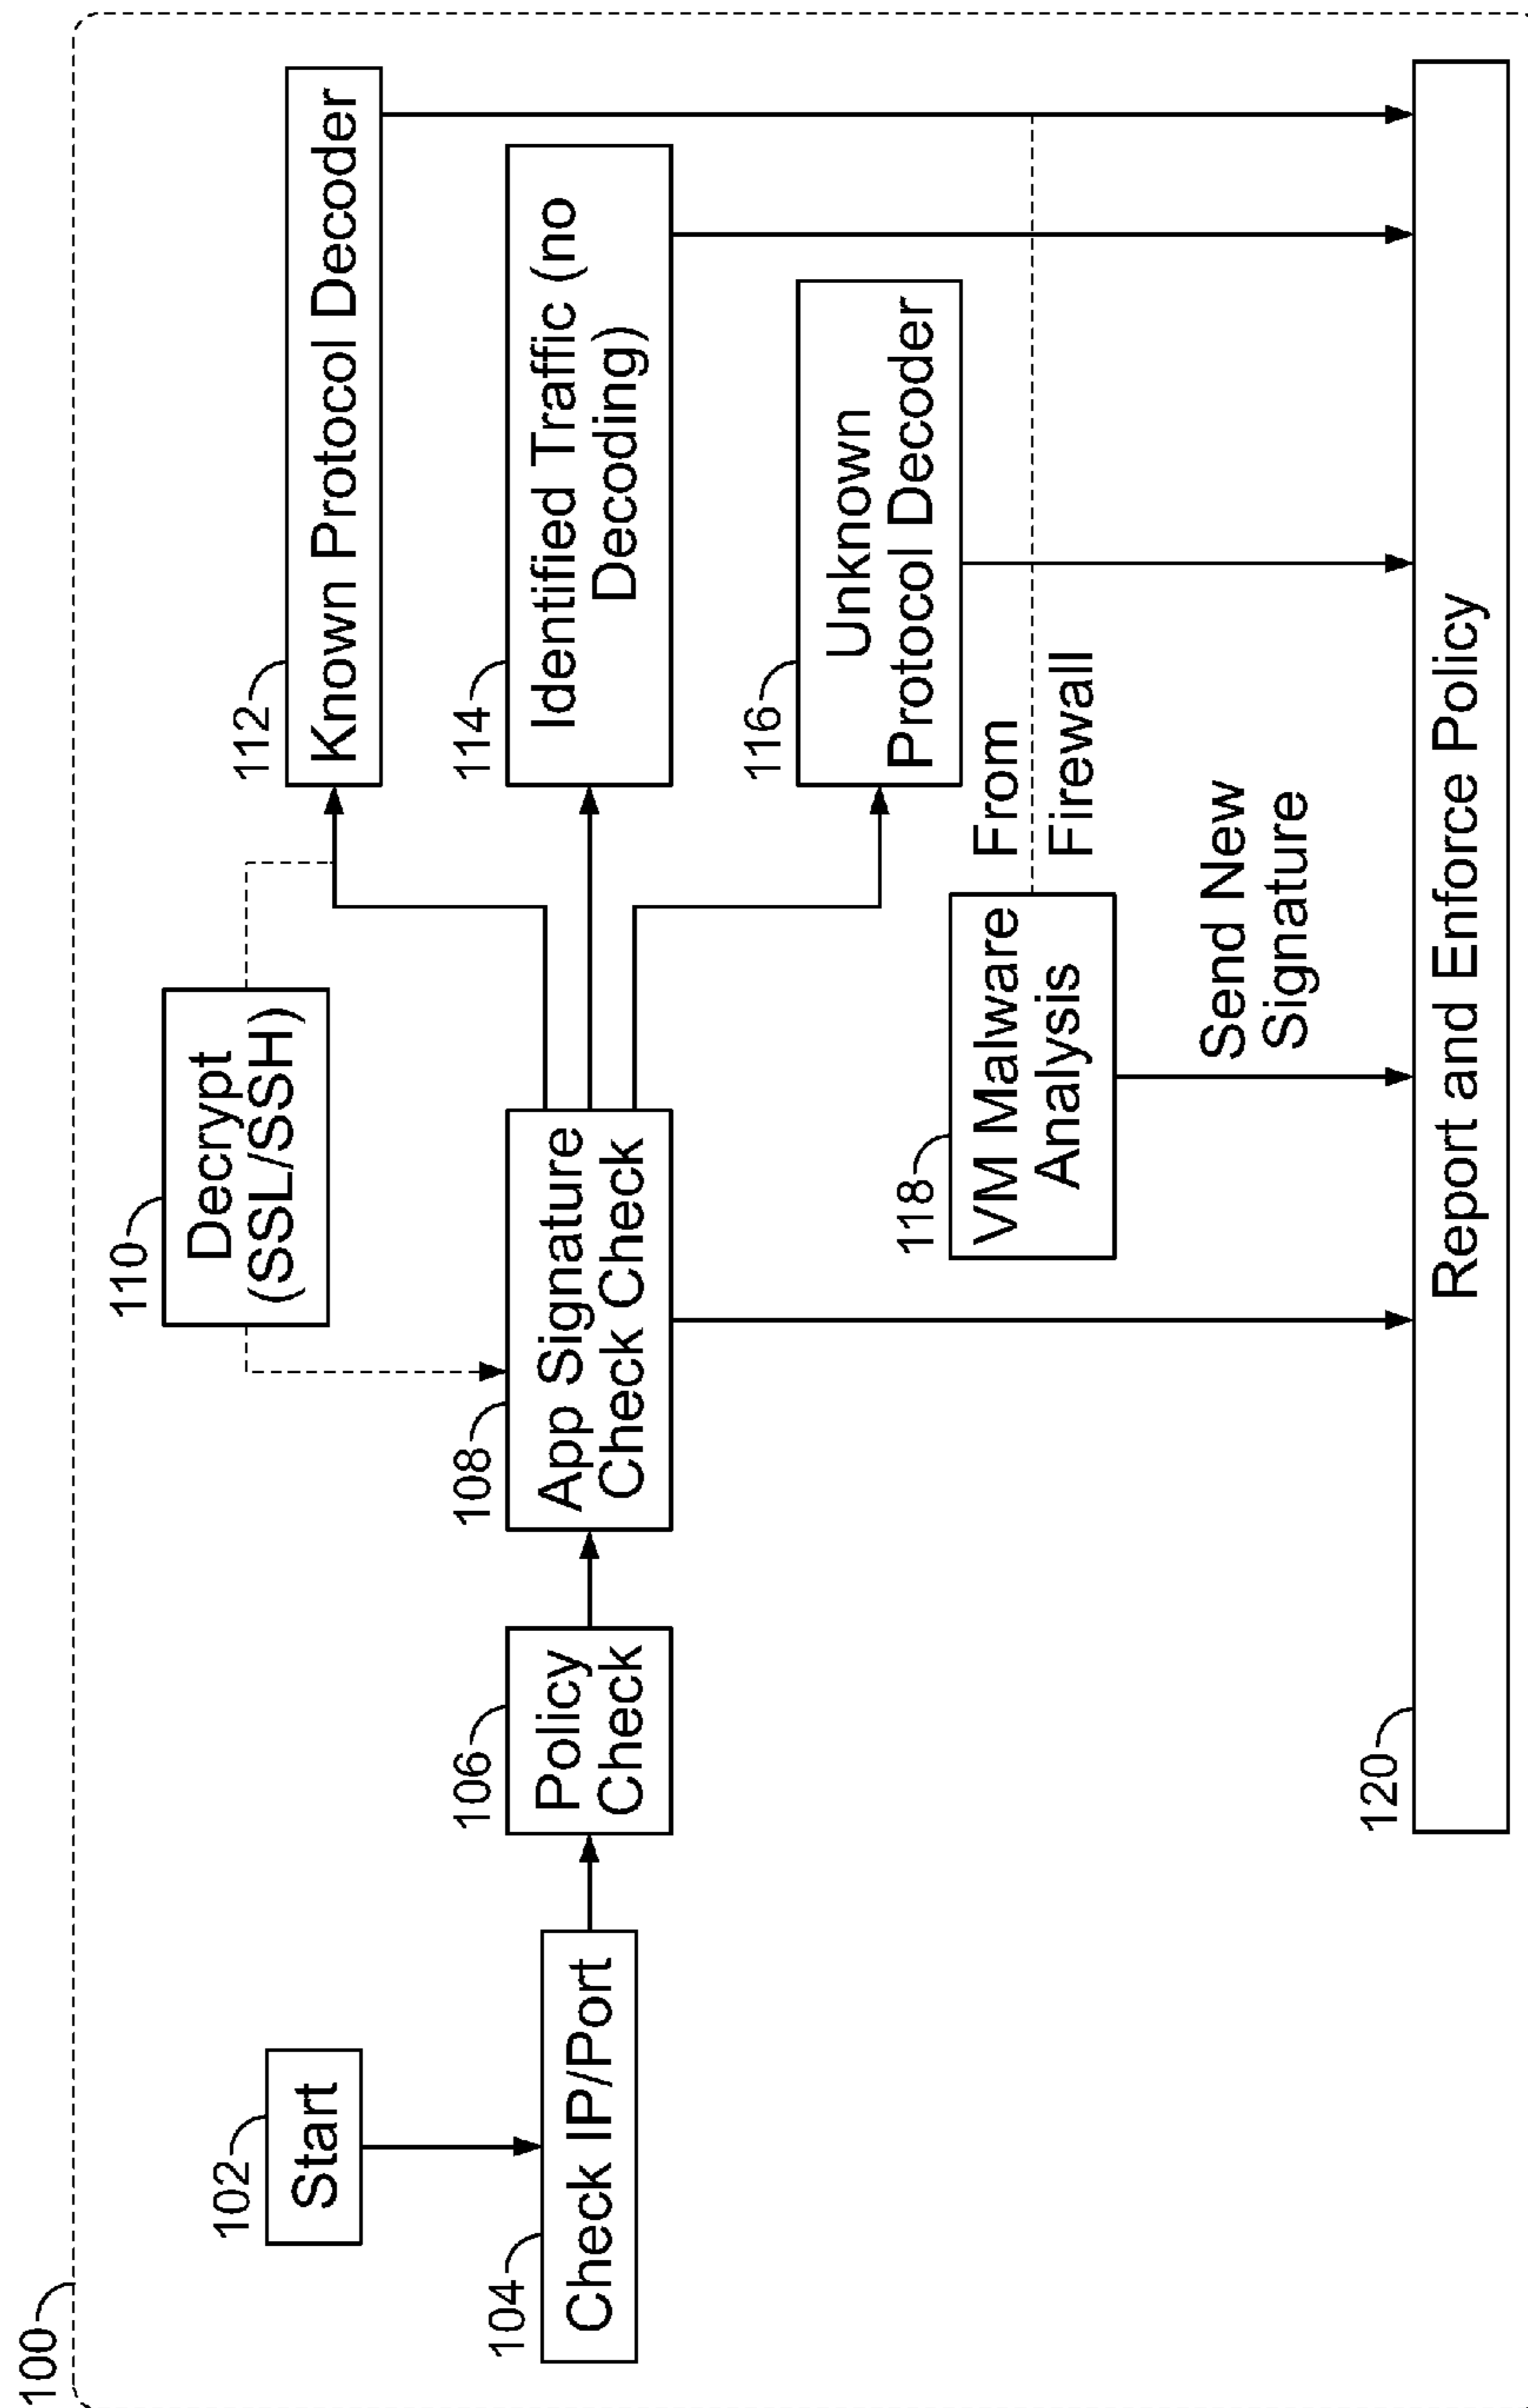 100
102
Start
104
Check IP/Port
106
Policy
Check
108
App Signature
Check Check
110
Decrypt
(SSL/SSH)
112
Known Protocol Decoder
114
Identified Traffic (no
Decoding)
116
Unknown
Protocol Decoder
118
VM Malware
Analysis
From
Firewall
Send New
Signature
120
Report and Enforce Policy